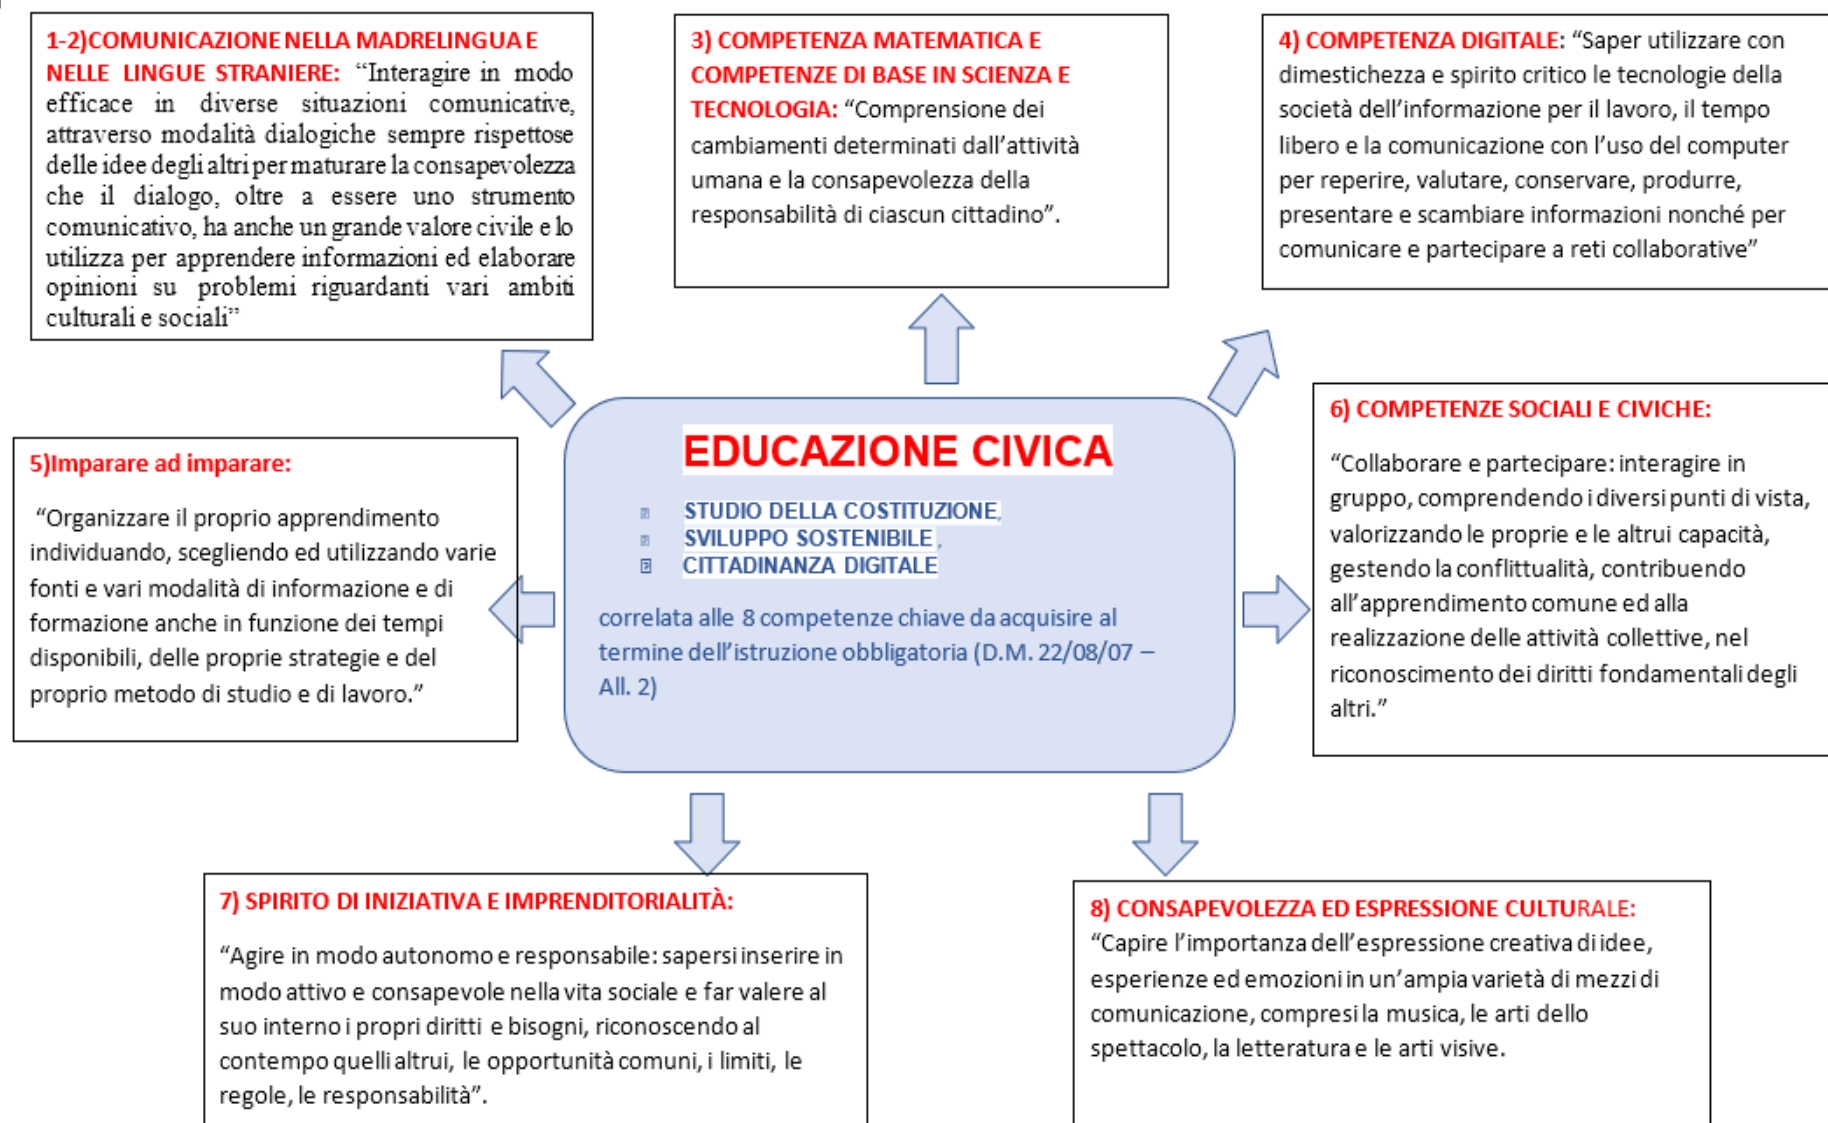 1-2)COMUNICAZIONE NELLA MADRELINGUA E
NELLE LINGUE STRANIERE: “Interagire in modo
efficace in diverse situazioni comunicative,
attraverso modalità dialogiche sempre rispettose
delle idee degli altri per maturare la consapevolezza
che il dialogo, oltre a essere uno strumento
comunicativo, ha anche un grande valore civile e lo
utilizza per apprendere informazioni ed elaborare
opinioni su problemi riguardanti vari ambiti
culturali e sociali”
3) COMPETENZA MATEMATICA E
COMPETENZE DI BASE IN SCIENZA E
TECNOLOGIA: “Comprensione dei
cambiamenti determinati dall’attività
umana e la consapevolezza della
responsabilità di ciascun cittadino”.
4) COMPETENZA DIGITALE: “Saper utilizzare con
dimestichezza e spirito critico le tecnologie della
società dell’informazione per il lavoro, il tempo
libero e la comunicazione con l’uso del computer
per reperire, valutare, conservare, produrre,
presentare e scambiare informazioni nonché per
comunicare e partecipare a reti collaborative”
5)Imparare ad imparare:
“Organizzare il proprio apprendimento
individuando, scegliendo ed utilizzando varie
fonti e vari modalità di informazione e di
formazione anche in funzione dei tempi
disponibili, delle proprie strategie e del
proprio metodo di studio e di lavoro.”
EDUCAZIONE CIVICA
STUDIO DELLA COSTITUZIONE,
SVILUPPO SOSTENIBILE,
CITTADINANZA DIGITALE
correlata alle 8 competenze chiave da acquisire al
termine dell’istruzione obbligatoria (D.M. 22/08/07 –
All. 2)
6) COMPETENZE SOCIALI E CIVICHE:
“Collaborare e partecipare: interagire in
gruppo, comprendendo i diversi punti di vista,
valorizzando le proprie e le altrui capacità,
gestendo la conflittualità, contribuendo
all’apprendimento comune ed alla
realizzazione delle attività collettive, nel
riconoscimento dei diritti fondamentali degli
altri.”
7) SPIRITO DI INIZIATIVA E IMPRENDITORIALITÀ:
“Agire in modo autonomo e responsabile: sapersi inserire in
modo attivo e consapevole nella vita sociale e far valere al
suo interno i propri diritti e bisogni, riconoscendo al
contempo quelli altrui, le opportunità comuni, i limiti, le
regole, le responsabilità”.
8) CONSAPEVOLEZZA ED ESPRESSIONE CULTURALE:
“Capire l’importanza dell’espressione creativa di idee,
esperienze ed emozioni in un’ampia varietà di mezzi di
comunicazione, compresi la musica, le arti dello
spettacolo, la letteratura e le arti visive.